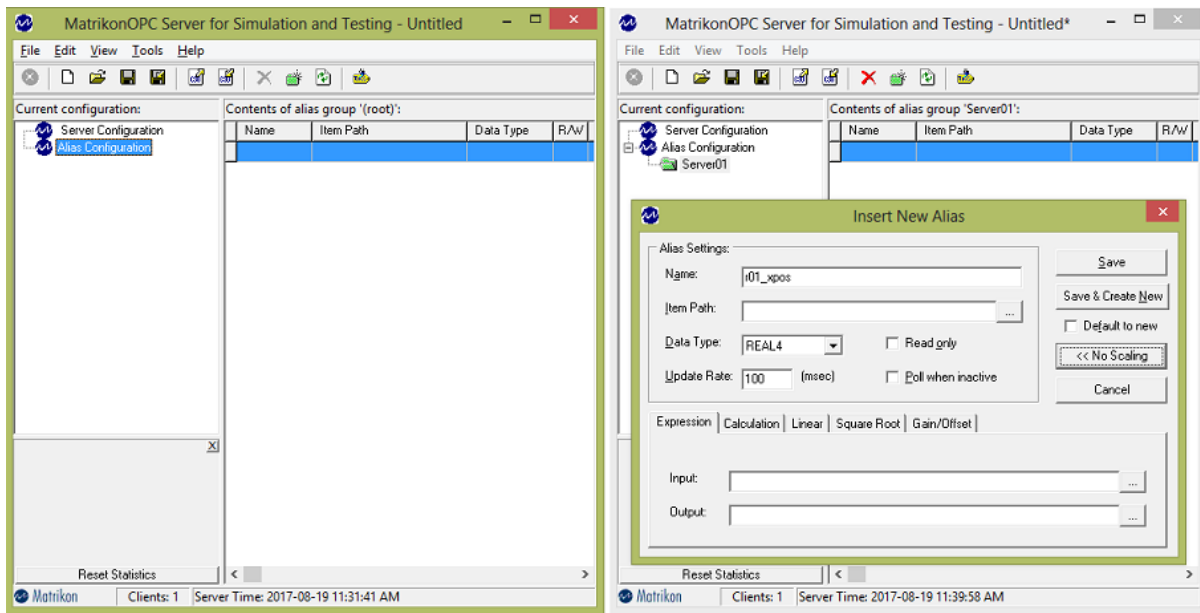 MatrikonOPC Server for Simulation and Testing - Untitled
File Edit View Tools Help
Current configuration:
Contents of alias group '(root)':
Server Configuration
Alias Configuration
Name Item Path Data Type R/W
X
Reset Statistics
Matrikon Clients: 1 Server Time: 2017-08-19 11:31:41 AM
MatrikonOPC Server for Simulation and Testing - Untitled*
File Edit View Tools Help
Current configuration:
Contents of alias group 'Server01':
Server Configuration
Alias Configuration
Server01
Name Item Path Data Type R/W
Insert New Alias
Alias Settings:
Name: r01_xpos
Item Path: ...
Data Type: REAL4 Read only
Update Rate: 100 (msec) Poll when inactive
Save
Save & Create New
Default to new
<< No Scaling
Cancel
Expression Calculation Linear Square Root Gain/Offset
Input: ...
Output: ...
Reset Statistics
Matrikon Clients: 1 Server Time: 2017-08-19 11:39:58 AM